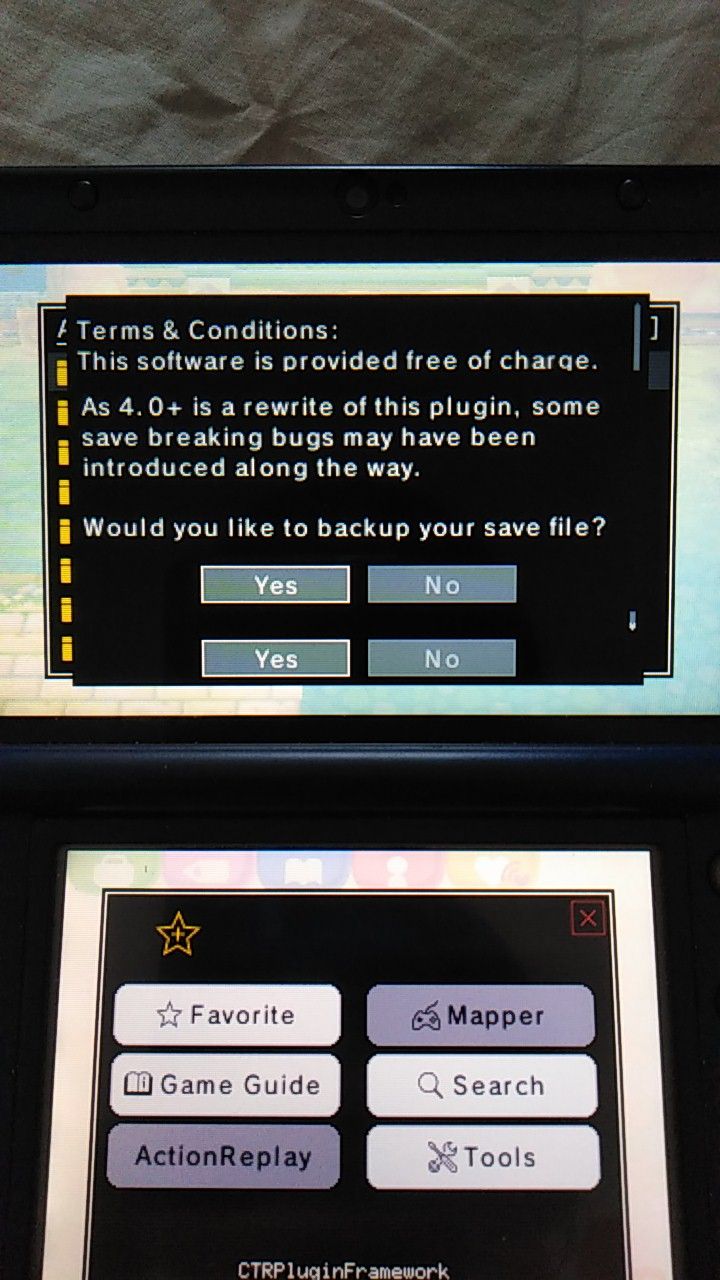 Terms & Conditions:
This software is provided free of charge.
As 4.0+ is a rewrite of this plugin, some
save breaking bugs may have been
introduced along the way.
Would you like to backup your save file?
Yes No
Yes No
Favorite
Mapper
Game Guide
Search
ActionReplay
Tools
CTRPluginFramework